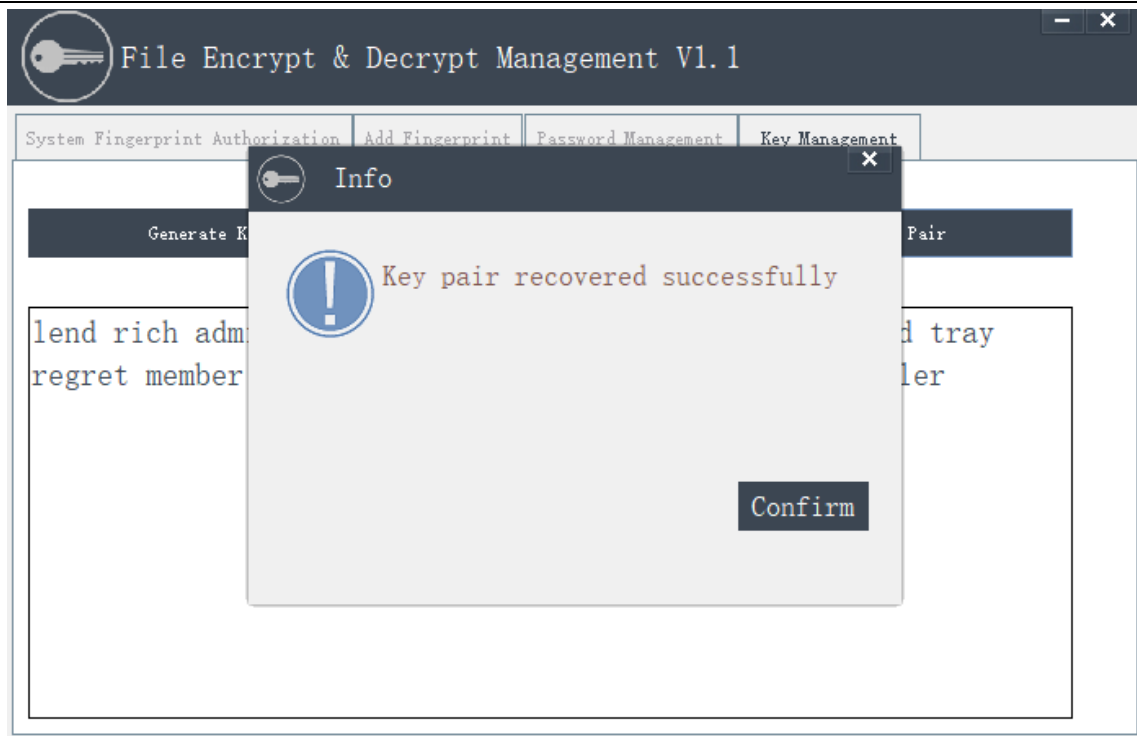 File Encrypt & Decrypt Management V1.1
System Fingerprint Authorization Add Fingerprint Password Management Key Management
Info
Generate Pair
Key pair recovered successfully
lend rich tray
regret member
Confirm